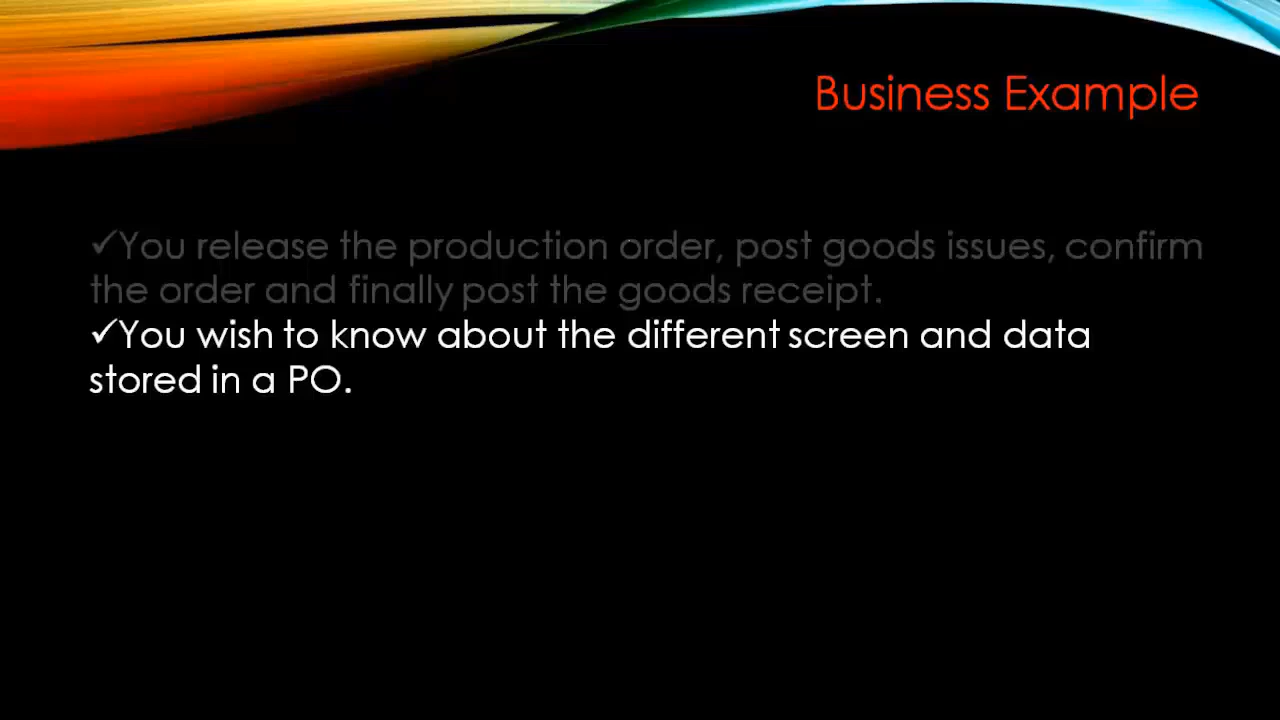 Business Example
✓You release the production order, post goods issues, confirm
the order and finally post the goods receipt.
✓You wish to know about the different screen and data
stored in a PO.